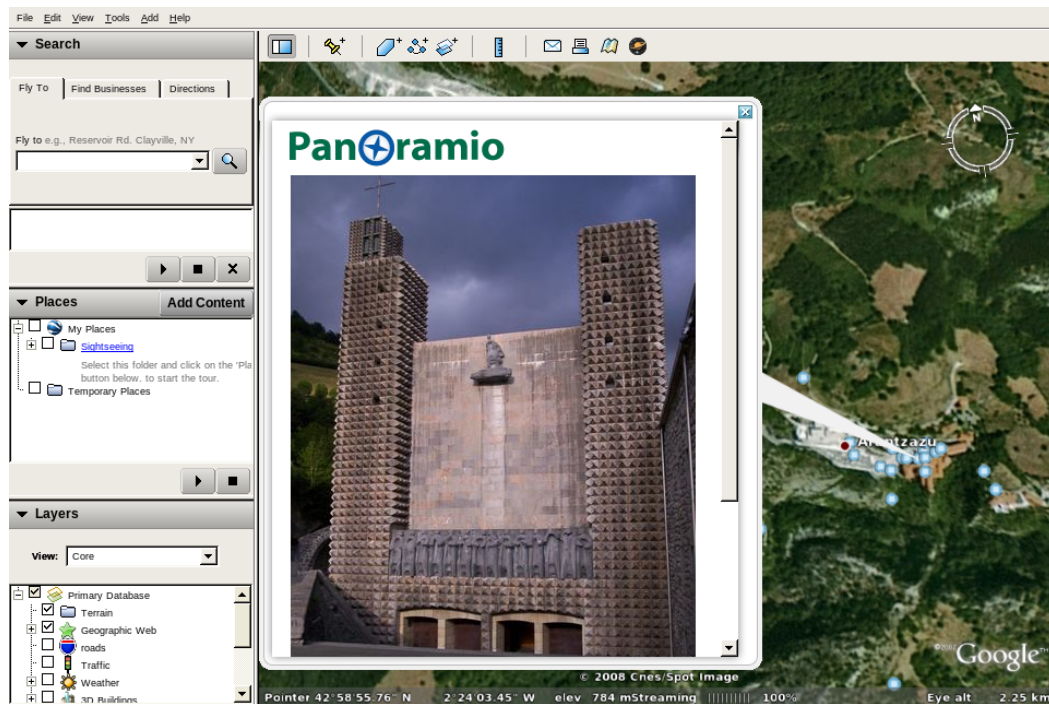 File Edit View Tools Add Help
Search
Fly To Find Businesses Directions
Fly to e.g., Reservoir Rd. Clayville, NY
Places Add Content
My Places
Sightseeing
Select this folder and click on the 'Pla
button below, to start the tour.
Temporary Places
Layers
View: Core
Primary Database
Terrain
Geographic Web
roads
Traffic
Weather
3D Buildings
Panoramio
N
Arantzazu
Google™
© 2008 Cnes/Spot Image
Pointer 42°58'55.76" N 2°24'03.45" W elev 784 m Streaming |||||||||| 100% Eye alt 2.25 km